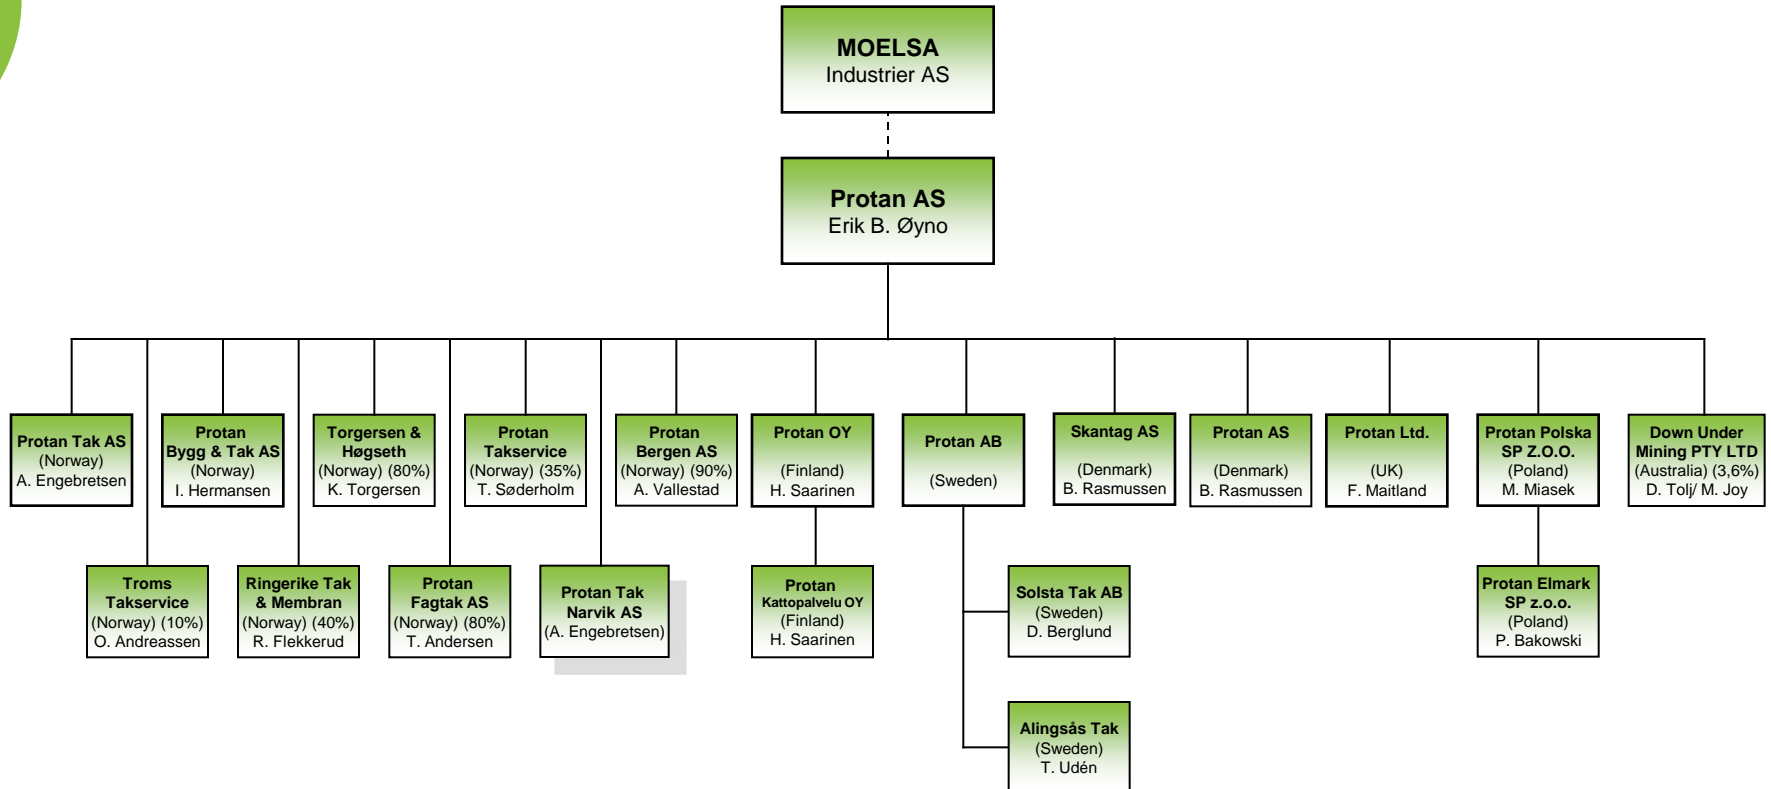 MOELSA
Industrier AS
Protan AS
Erik B. Øyno
Protan Tak AS
(Norway)
A. Engebretsen
Protan
Bygg & Tak AS
(Norway)
I. Hermansen
Torgersen &
Høgseth
(Norway) (80%)
K. Torgersen
Protan
Takservice
(Norway) (35%)
T. Søderholm
Protan
Bergen AS
(Norway) (90%)
A. Vallestad
Protan OY
(Finland)
H. Saarinen
Protan AB
(Sweden)
Skantag AS
(Denmark)
B. Rasmussen
Protan AS
(Denmark)
B. Rasmussen
Protan Ltd.
(UK)
F. Maitland
Protan Polska
SP Z.O.O.
(Poland)
M. Miasek
Down Under
Mining PTY LTD
(Australia) (3,6%)
D. Tolj/ M. Joy
Troms
Takservice
(Norway) (10%)
O. Andreassen
Ringerike Tak
& Membran
(Norway) (40%)
R. Flekkerud
Protan
Fagtak AS
(Norway) (80%)
T. Andersen
Protan Tak
Narvik AS
(A. Engebretsen)
Protan
Kattopalvelu OY
(Finland)
H. Saarinen
Solsta Tak AB
(Sweden)
D. Berglund
Protan Elmark
SP z.o.o.
(Poland)
P. Bakowski
Alingsås Tak
(Sweden)
T. Udén